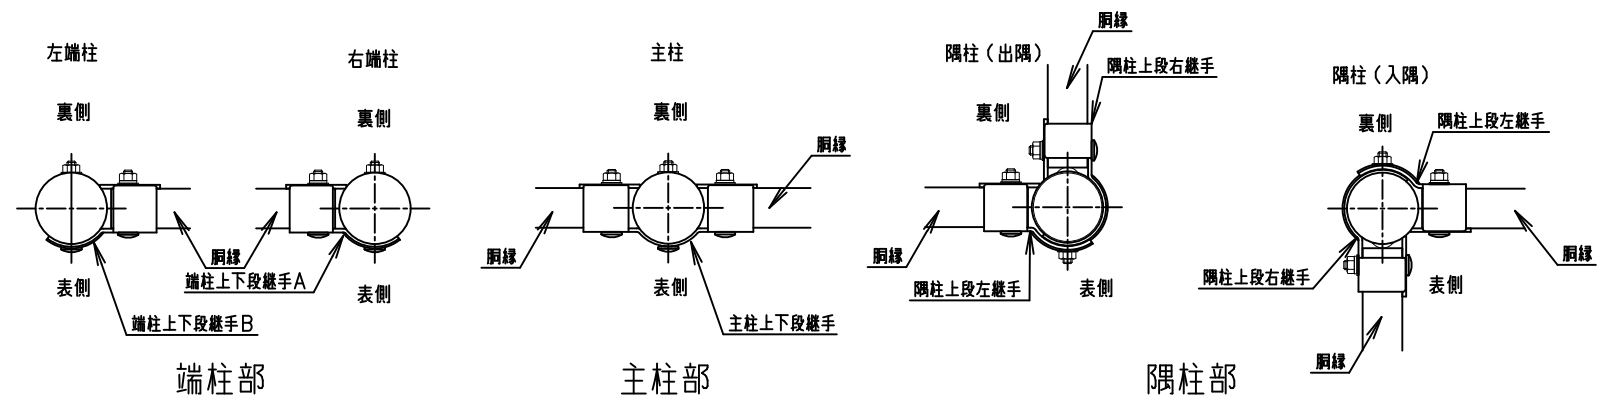 左端柱
裏側
表側
胴縁
端柱上下段継手B
右端柱
裏側
表側
端柱上下段継手A
端柱部
主柱
裏側
表側
胴縁
胴縁
主柱上下段継手
主柱部
隅柱（出隅）
裏側
表側
胴縁
隅柱上段右継手
胴縁
隅柱上段左継手
隅柱（入隅）
裏側
表側
隅柱上段左継手
隅柱上段右継手
胴縁
胴縁
隅柱部